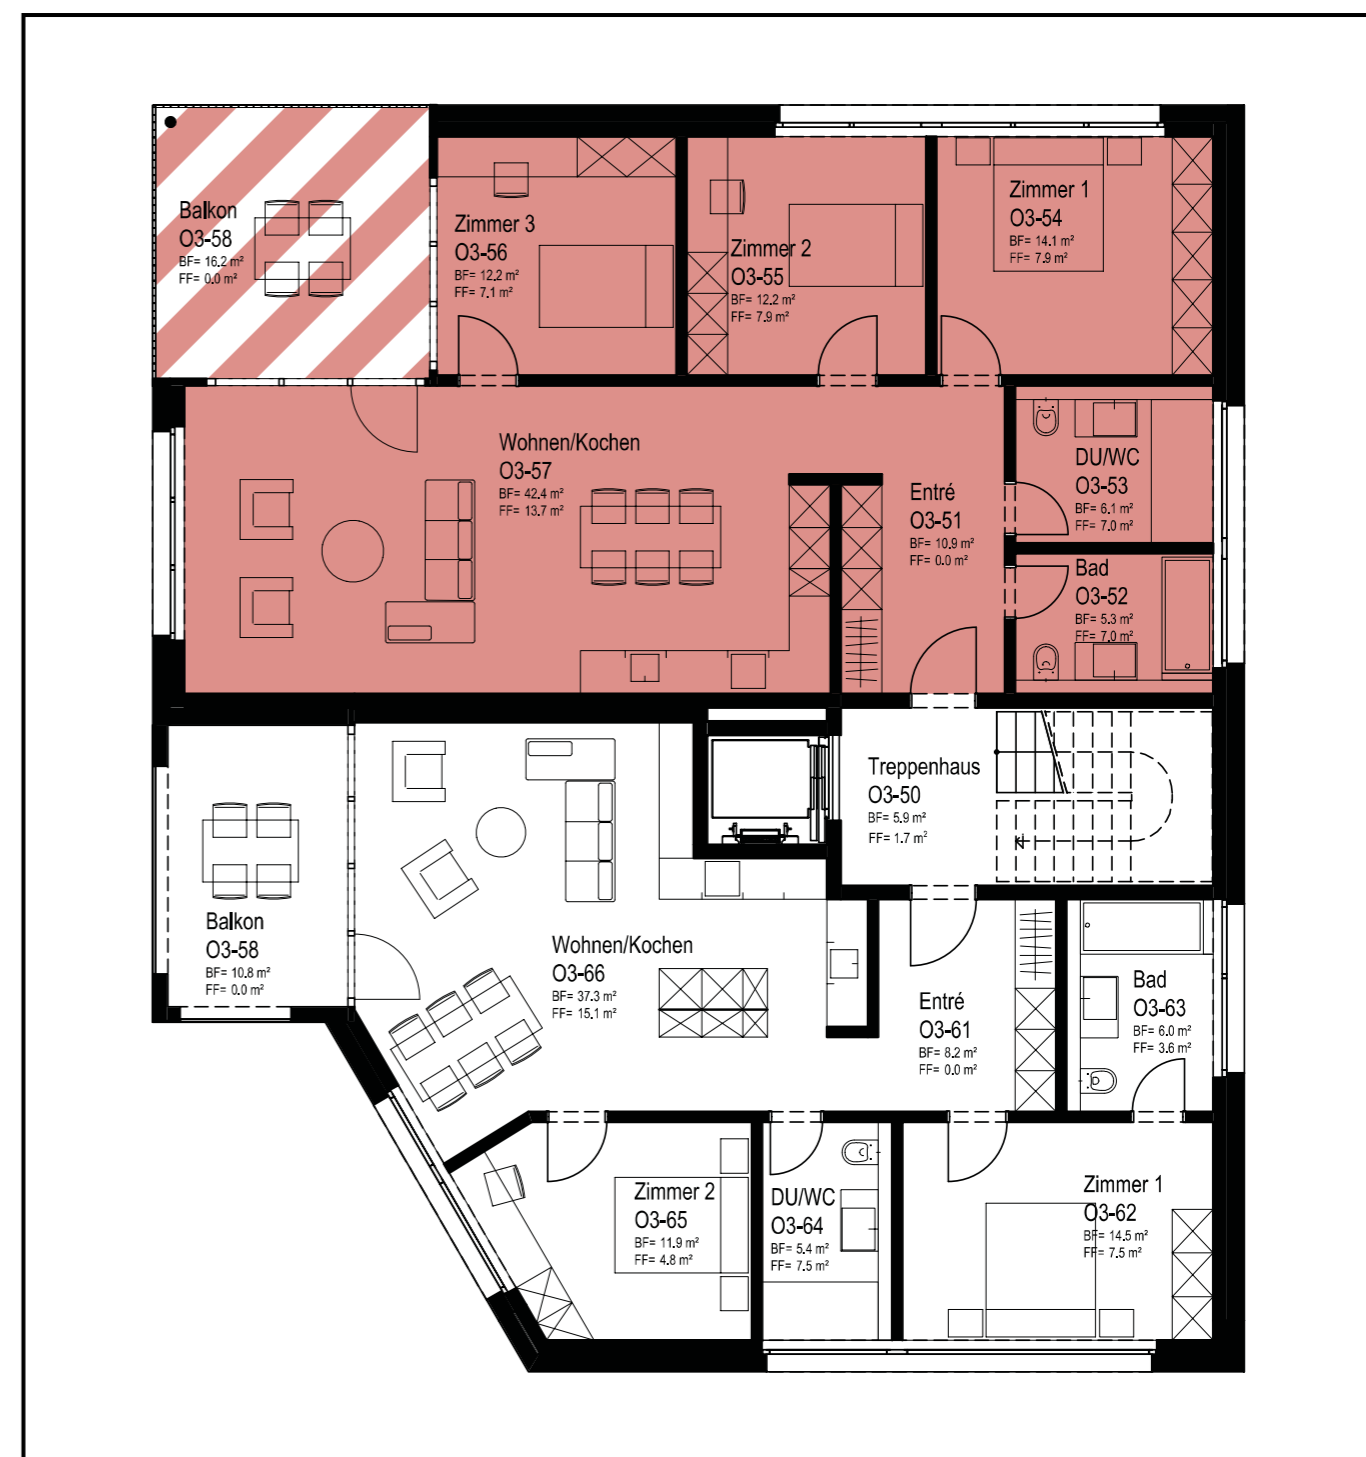 Balkon
O3-58
BF= 16.2 m²
FF= 0.0 m²
Zimmer 3
O3-56
BF= 12.2 m²
FF= 7.1 m²
Zimmer 2
O3-55
BF= 12.2 m²
FF= 7.9 m²
Zimmer 1
O3-54
BF= 14.1 m²
FF= 7.9 m²
Wohnen/Kochen
O3-57
BF= 42.4 m²
FF= 13.7 m²
Entré
O3-51
BF= 10.9 m²
FF= 0.0 m²
DU/WC
O3-53
BF= 6.1 m²
FF= 7.0 m²
Bad
O3-52
BF= 5.3 m²
FF= 7.0 m²
Treppenhaus
O3-50
BF= 5.9 m²
FF= 1.7 m²
Balkon
O3-58
BF= 10.8 m²
FF= 0.0 m²
Wohnen/Kochen
O3-66
BF= 37.3 m²
FF= 15.1 m²
Entré
O3-61
BF= 8.2 m²
FF= 0.0 m²
Bad
O3-63
BF= 6.0 m²
FF= 3.6 m²
Zimmer 2
O3-65
BF= 11.9 m²
FF= 4.8 m²
DU/WC
O3-64
BF= 5.4 m²
FF= 7.5 m²
Zimmer 1
O3-62
BF= 14.5 m²
FF= 7.5 m²